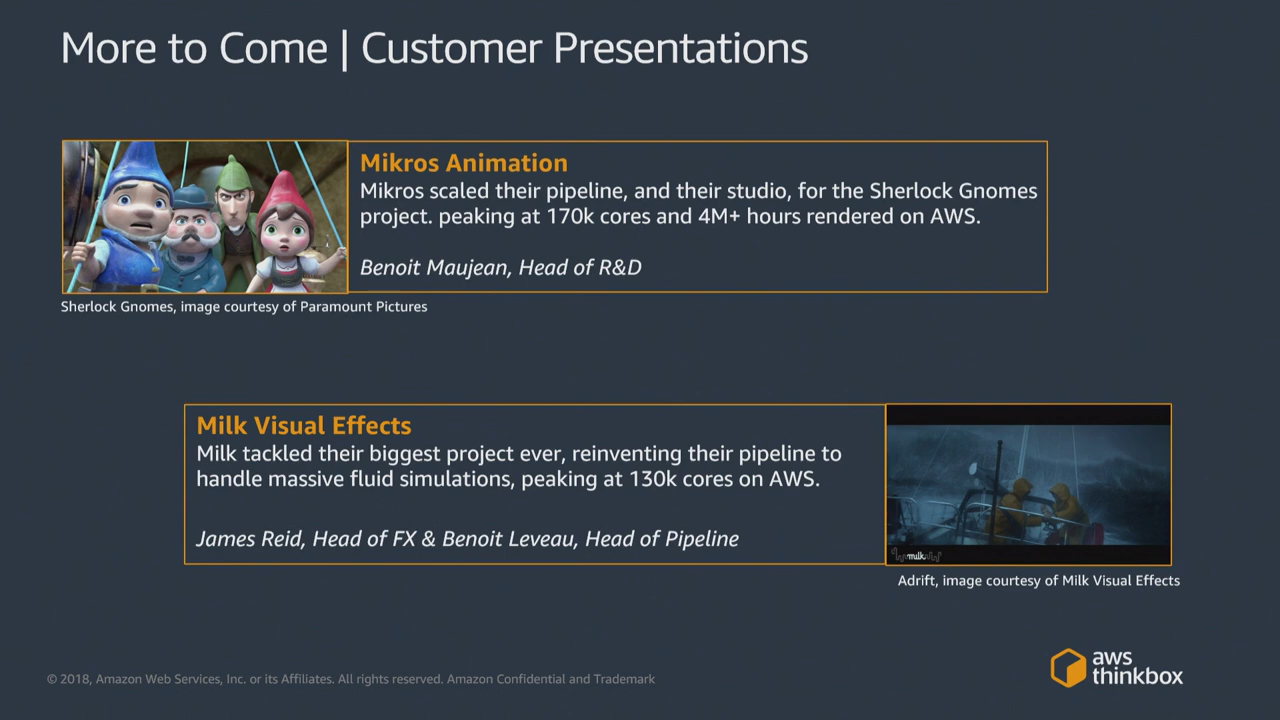 More to Come | Customer Presentations
Mikros Animation
Mikros scaled their pipeline, and their studio, for the Sherlock Gnomes
project. peaking at 170k cores and 4M+ hours rendered on AWS.
Benoit Maujean, Head of R&D
Sherlock Gnomes, image courtesy of Paramount Pictures
Milk Visual Effects
Milk tackled their biggest project ever, reinventing their pipeline to
handle massive fluid simulations, peaking at 130k cores on AWS.
James Reid, Head of FX & Benoit Leveau, Head of Pipeline
milk
Adrift, image courtesy of Milk Visual Effects
© 2018, Amazon Web Services, Inc. or its Affiliates. All rights reserved. Amazon Confidential and Trademark
aws
thinkbox